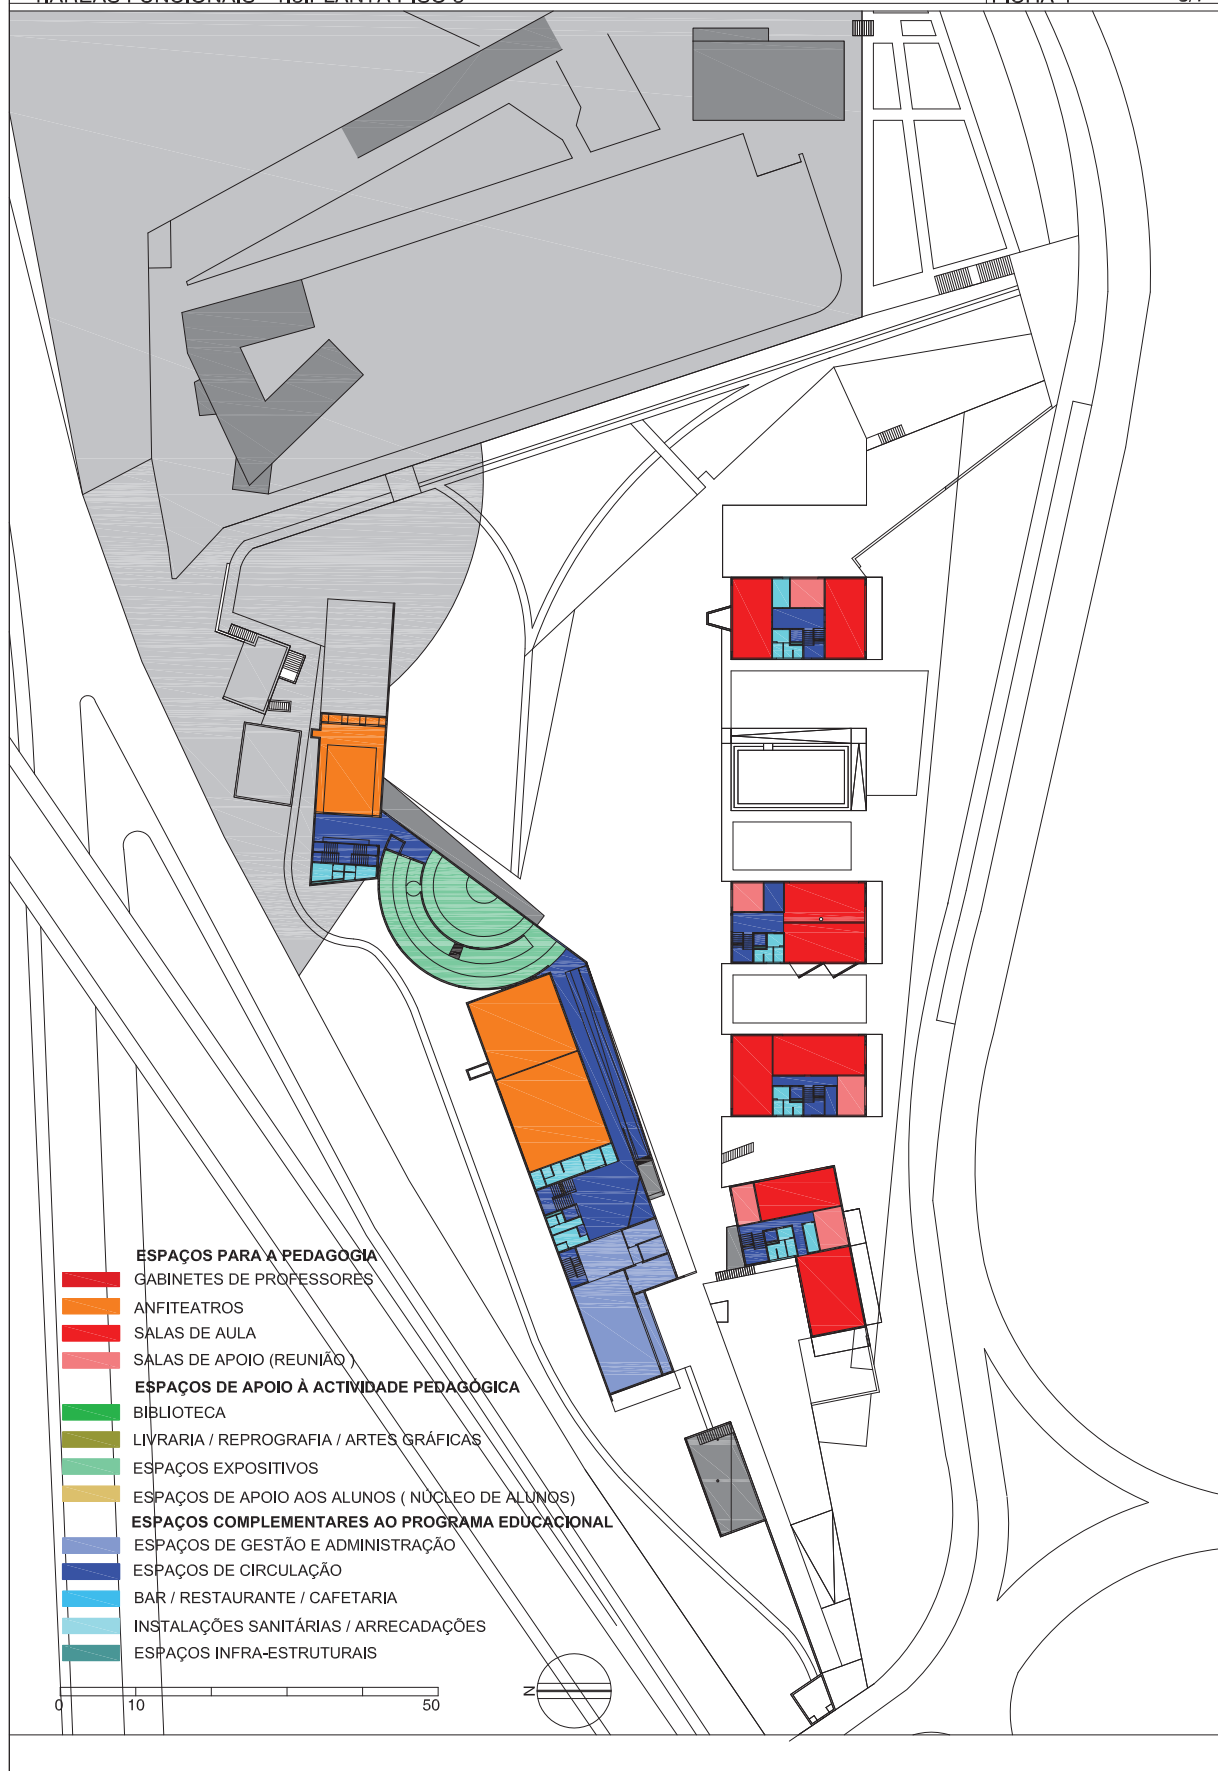 ESPAÇOS PARA A PEDAGOGIA
GABINETES DE PROFESSORES
ANFITEATROS
SALAS DE AULA
SALAS DE APOIO (REUNIÃO )
ESPAÇOS DE APOIO À ACTIVIDADE PEDAGÓGICA
BIBLIOTECA
LIVRARIA / REPROGRAFIA / ARTES GRÁFICAS
ESPAÇOS EXPOSITIVOS
ESPAÇOS DE APOIO AOS ALUNOS ( NÚCLEO DE ALUNOS)
ESPAÇOS COMPLEMENTARES AO PROGRAMA EDUCACIONAL
ESPAÇOS DE GESTÃO E ADMINISTRAÇÃO
ESPAÇOS DE CIRCULAÇÃO
BAR / RESTAURANTE / CAFETARIA
INSTALAÇÕES SANITÁRIAS / ARRECADAÇÕES
ESPAÇOS INFRA-ESTRUTURAIS
0 10 50
N